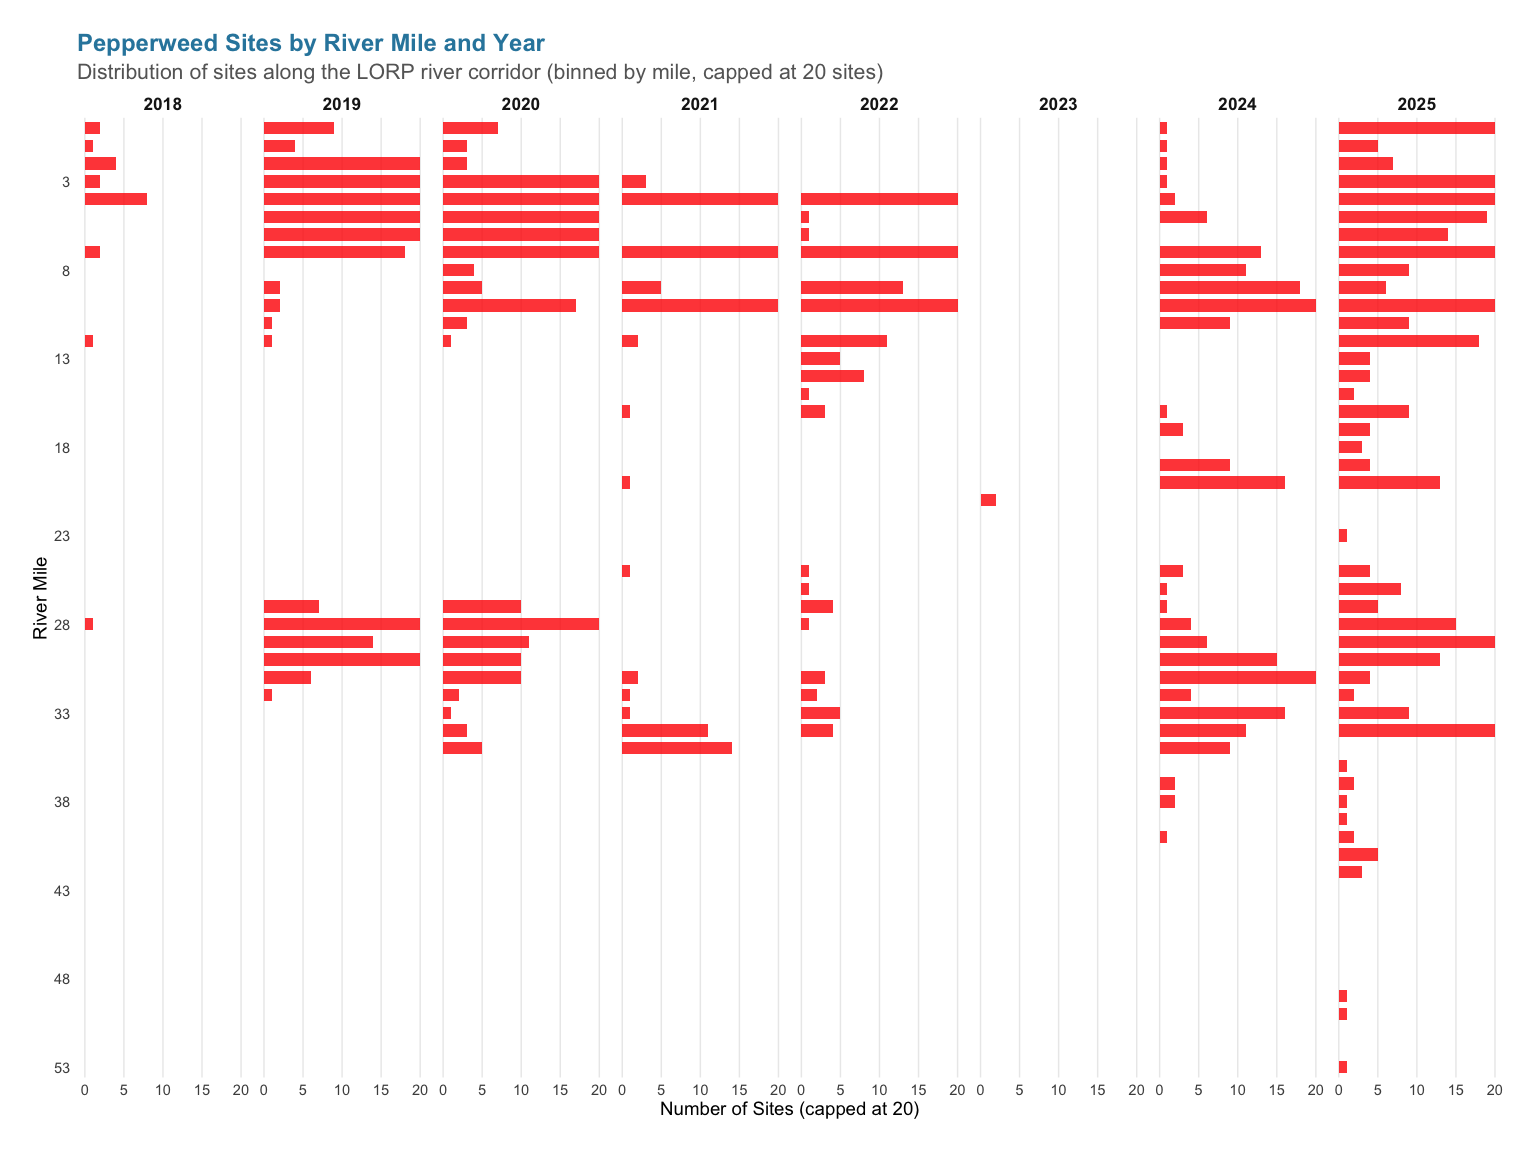 Pepperweed Sites by River Mile and Year
Distribution of sites along the LORP river corridor (binned by mile, capped at 20 sites)
2018 2019 2020 2021 2022 2023 2024 2025
3
8
13
18
23
28
33
38
43
48
53
River Mile
0 5 10 15 20 0 5 10 15 20 0 5 10 15 20 0 5 10 15 20 0 5 10 15 20 0 5 10 15 20 0 5 10 15 20 0 5 10 15 20
Number of Sites (capped at 20)